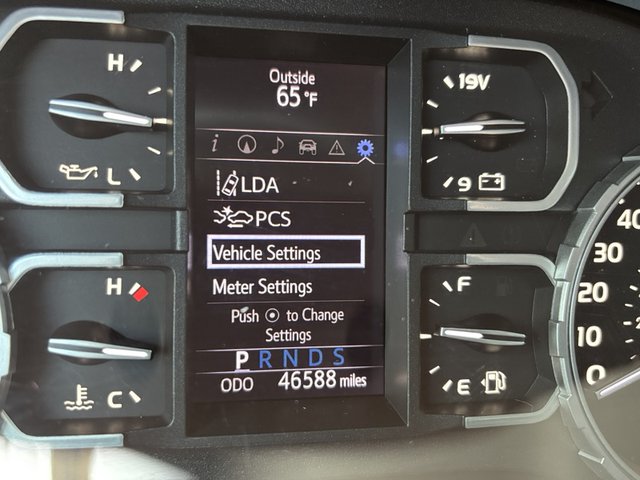 Outside
65 °F
H
L
19V
9
LDA
PCS
Vehicle Settings
Meter Settings
Push ⦿ to Change
Settings
P R N D S
ODO 46588 miles
H
C
F
E
40
30
20
10
0